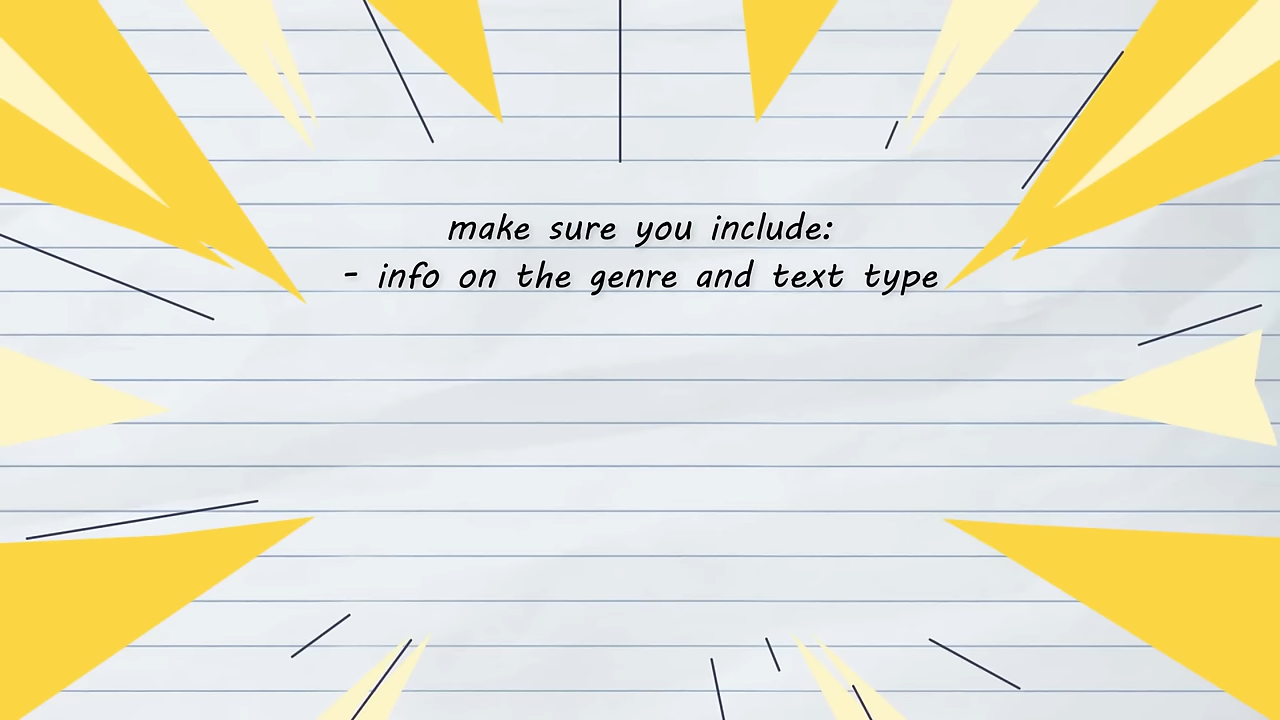 make sure you include:
- info on the genre and text type